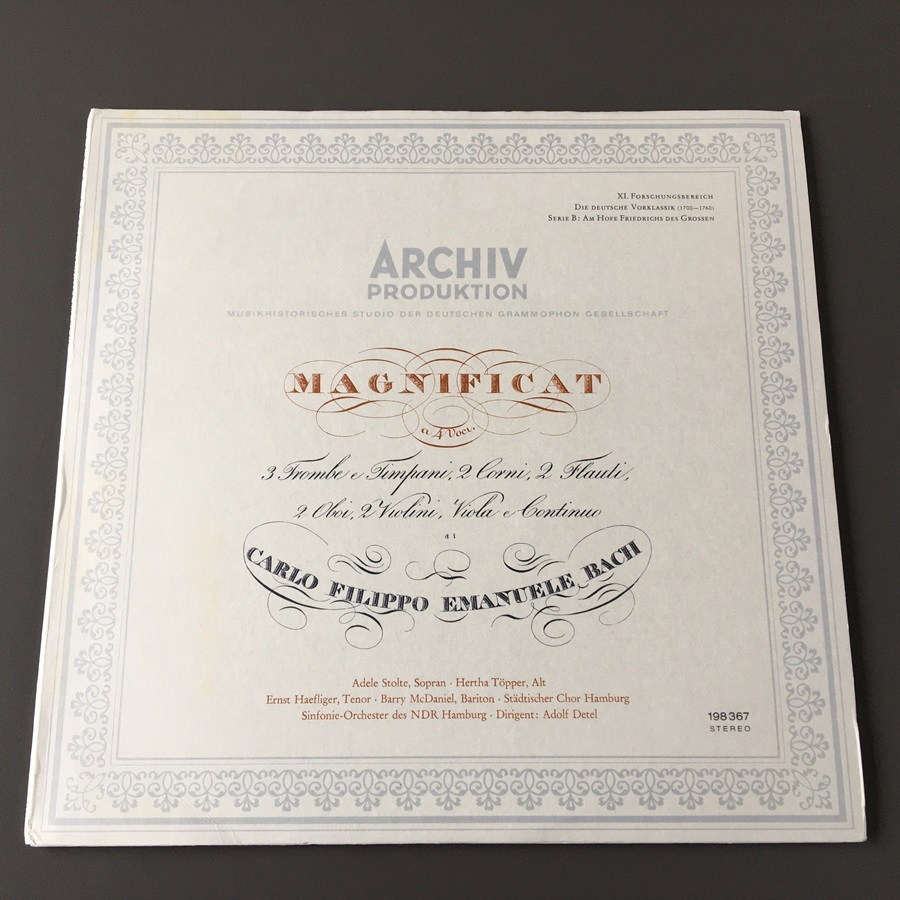 XI. Forschungsbereich
Die deutsche Vorklassik (1700—1760)
Serie B: Am Hofe Friedrichs des Grossen
ARCHIV
PRODUKTION
MUSIKHISTORISCHES STUDIO DER DEUTSCHEN GRAMMOPHON GESELLSCHAFT
MAGNIFICAT
a 4 Voci.
3 Trombe e Timpani, 2 Corni, 2 Flauti,
2 Oboi, 2 Violini, Viola e Continuo
di
CARLO FILIPPO EMANUELE BACH
Adele Stolte, Sopran · Hertha Töpper, Alt
Ernst Haefliger, Tenor · Barry McDaniel, Bariton · Städtischer Chor Hamburg
Sinfonie-Orchester des NDR Hamburg · Dirigent: Adolf Detel
198 367
STEREO